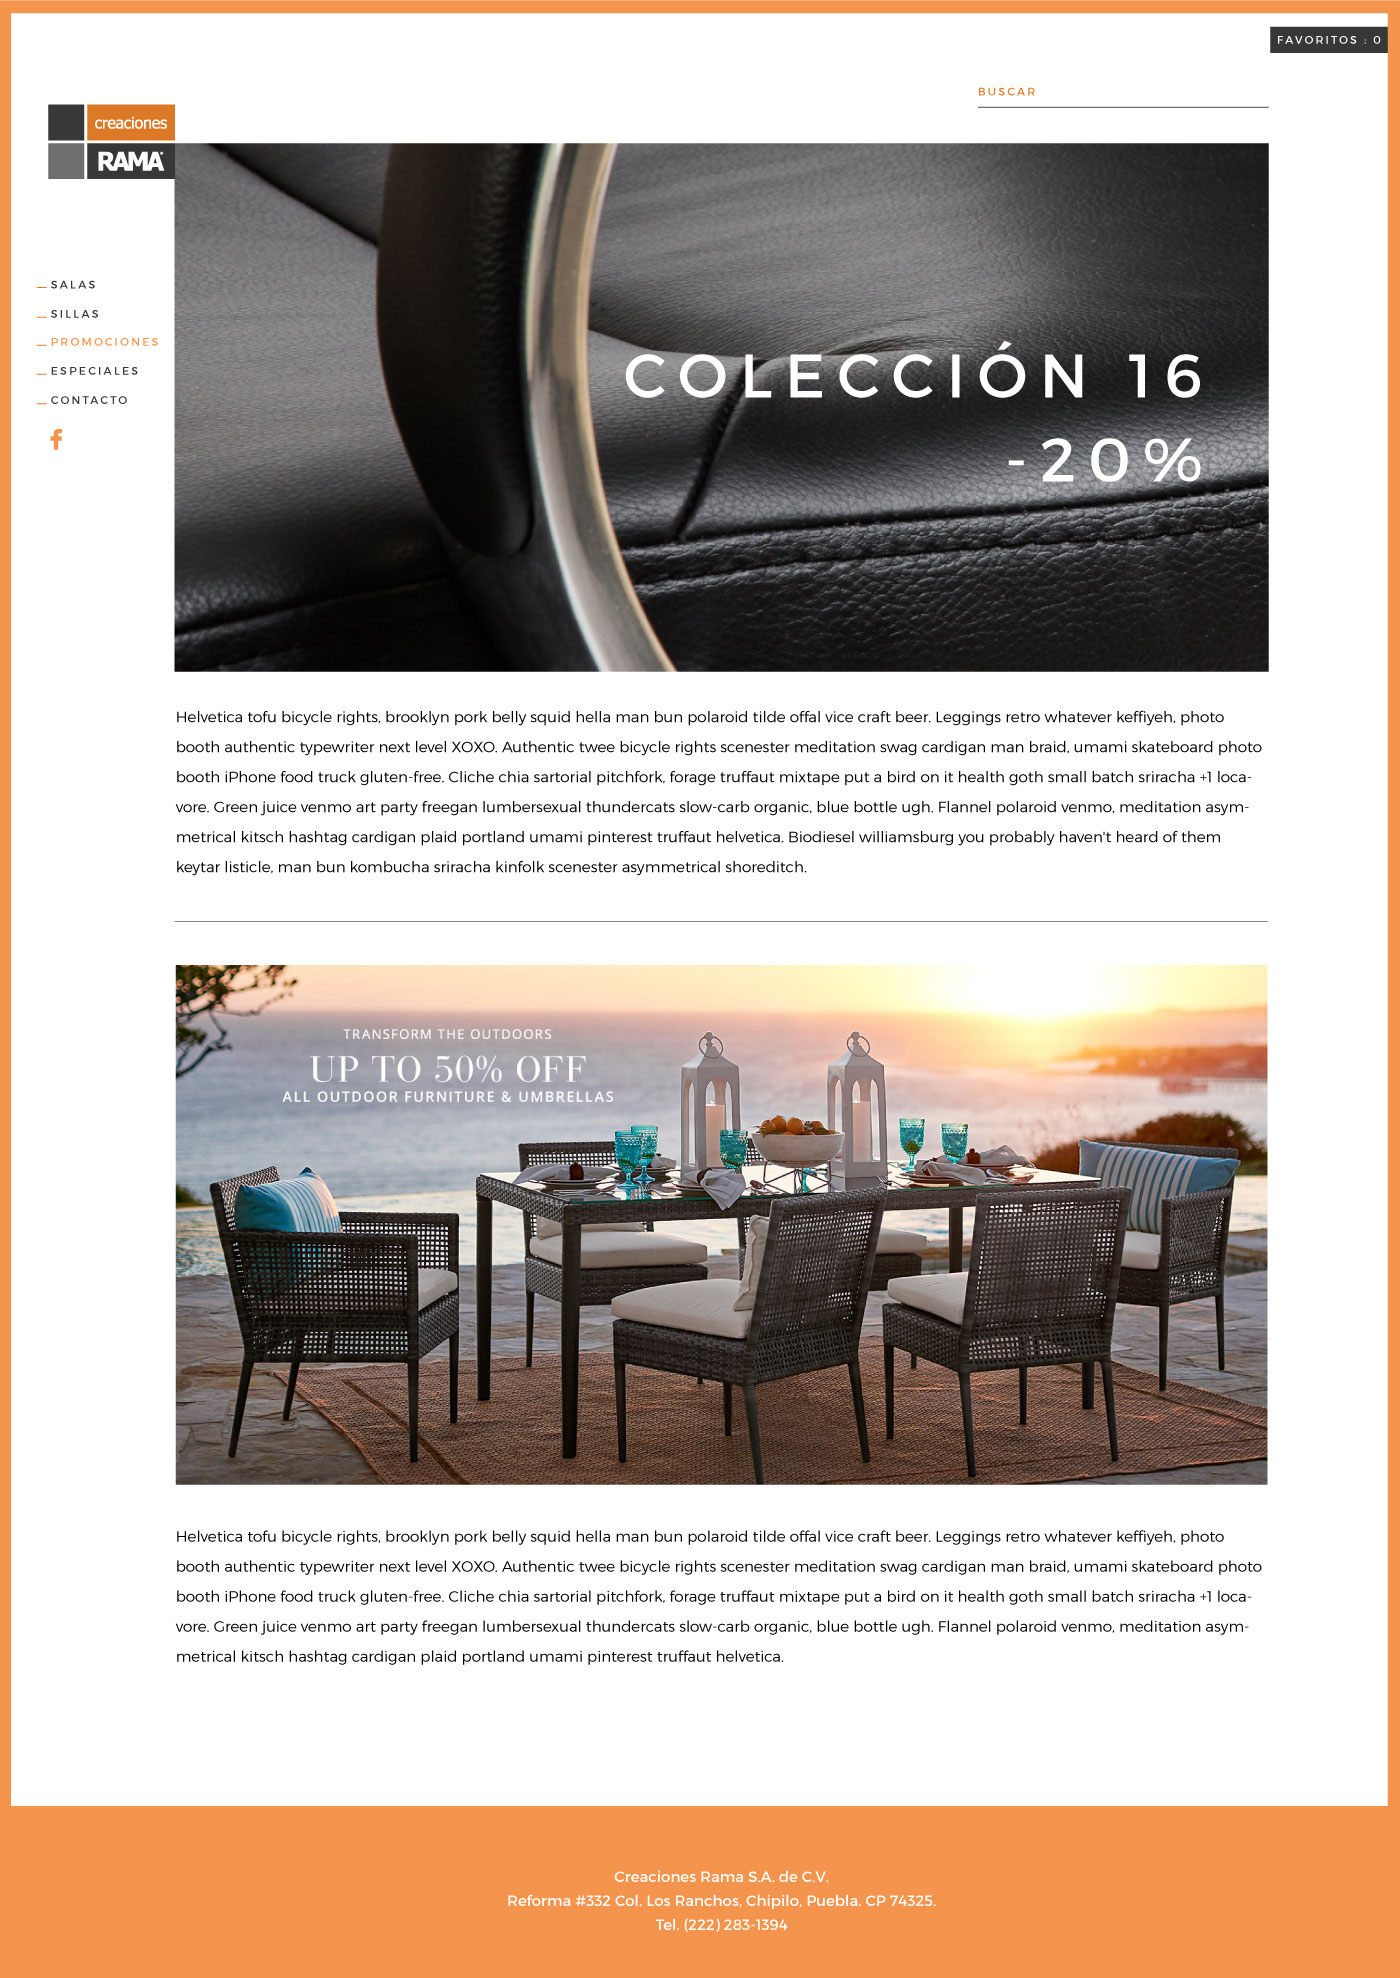 FAVORITOS : 0
BUSCAR
creaciones
RAMA
SALAS
SILLAS
PROMOCIONES
ESPECIALES
CONTACTO
COLECCIÓN 16
-20%
Helvetica tofu bicycle rights, brooklyn pork belly squid hella man bun polaroid tilde offal vice craft beer. Leggings retro whatever keffiyeh, photo
booth authentic typewriter next level XOXO. Authentic twee bicycle rights scenester meditation swag cardigan man braid, umami skateboard photo
booth iPhone food truck gluten-free. Cliche chia sartorial pitchfork, forage truffaut mixtape put a bird on it health goth small batch sriracha +1 loca-
vore. Green juice venmo art party freegan lumbersexual thundercats slow-carb organic, blue bottle ugh. Flannel polaroid venmo, meditation asym-
metrical kitsch hashtag cardigan plaid portland umami pinterest truffaut helvetica. Biodiesel williamsburg you probably haven't heard of them
keytar listicle, man bun kombucha sriracha kinfolk scenester asymmetrical shoreditch.
TRANSFORM THE OUTDOORS
UP TO 50% OFF
ALL OUTDOOR FURNITURE & UMBRELLAS
Helvetica tofu bicycle rights, brooklyn pork belly squid hella man bun polaroid tilde offal vice craft beer. Leggings retro whatever keffiyeh, photo
booth authentic typewriter next level XOXO. Authentic twee bicycle rights scenester meditation swag cardigan man braid, umami skateboard photo
booth iPhone food truck gluten-free. Cliche chia sartorial pitchfork, forage truffaut mixtape put a bird on it health goth small batch sriracha +1 loca-
vore. Green juice venmo art party freegan lumbersexual thundercats slow-carb organic, blue bottle ugh. Flannel polaroid venmo, meditation asym-
metrical kitsch hashtag cardigan plaid portland umami pinterest truffaut helvetica.
Creaciones Rama S.A. de C.V.
Reforma #332 Col. Los Ranchos, Chipilo, Puebla. CP 74325.
Tel. (222) 283-1394